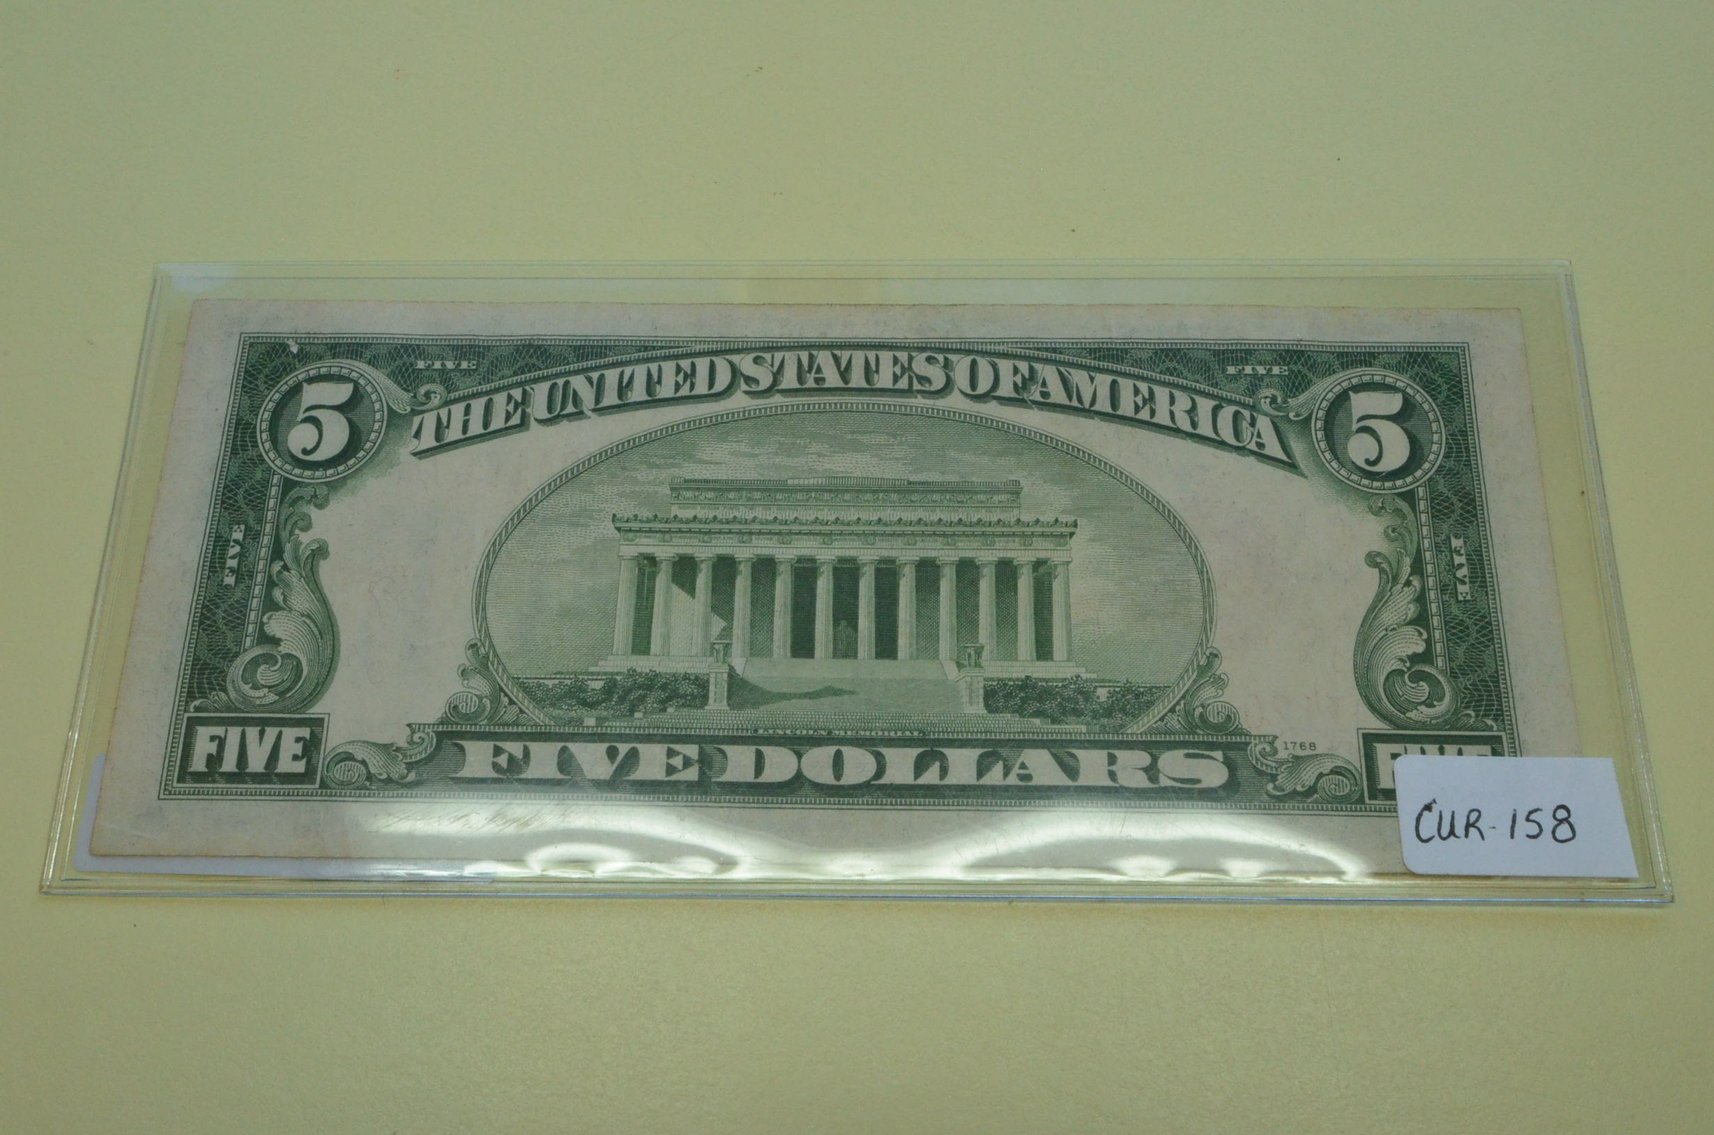 5 FIVE THE UNITED STATES OF AMERICA FIVE 5
FIVE FIVE
LINCOLN MEMORIAL
FIVE FIVE DOLLARS 1768
CUR-158